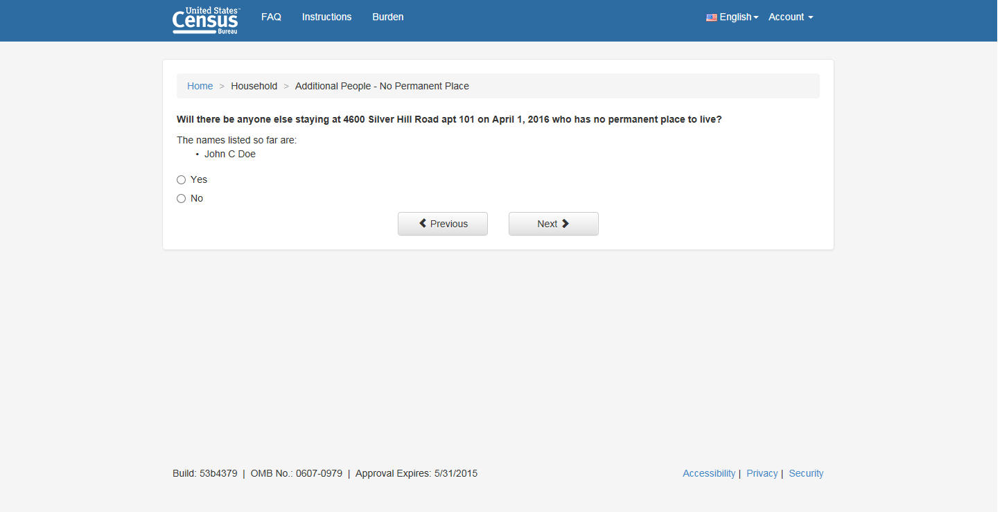 United States™
Census
Bureau
FAQ Instructions Burden English Account
Home > Household > Additional People - No Permanent Place
Will there be anyone else staying at 4600 Silver Hill Road apt 101 on April 1, 2016 who has no permanent place to live?
The names listed so far are:
• John C Doe
Yes
No
Previous Next
Build: 53b4379 | OMB No.: 0607-0979 | Approval Expires: 5/31/2015 Accessibility | Privacy | Security